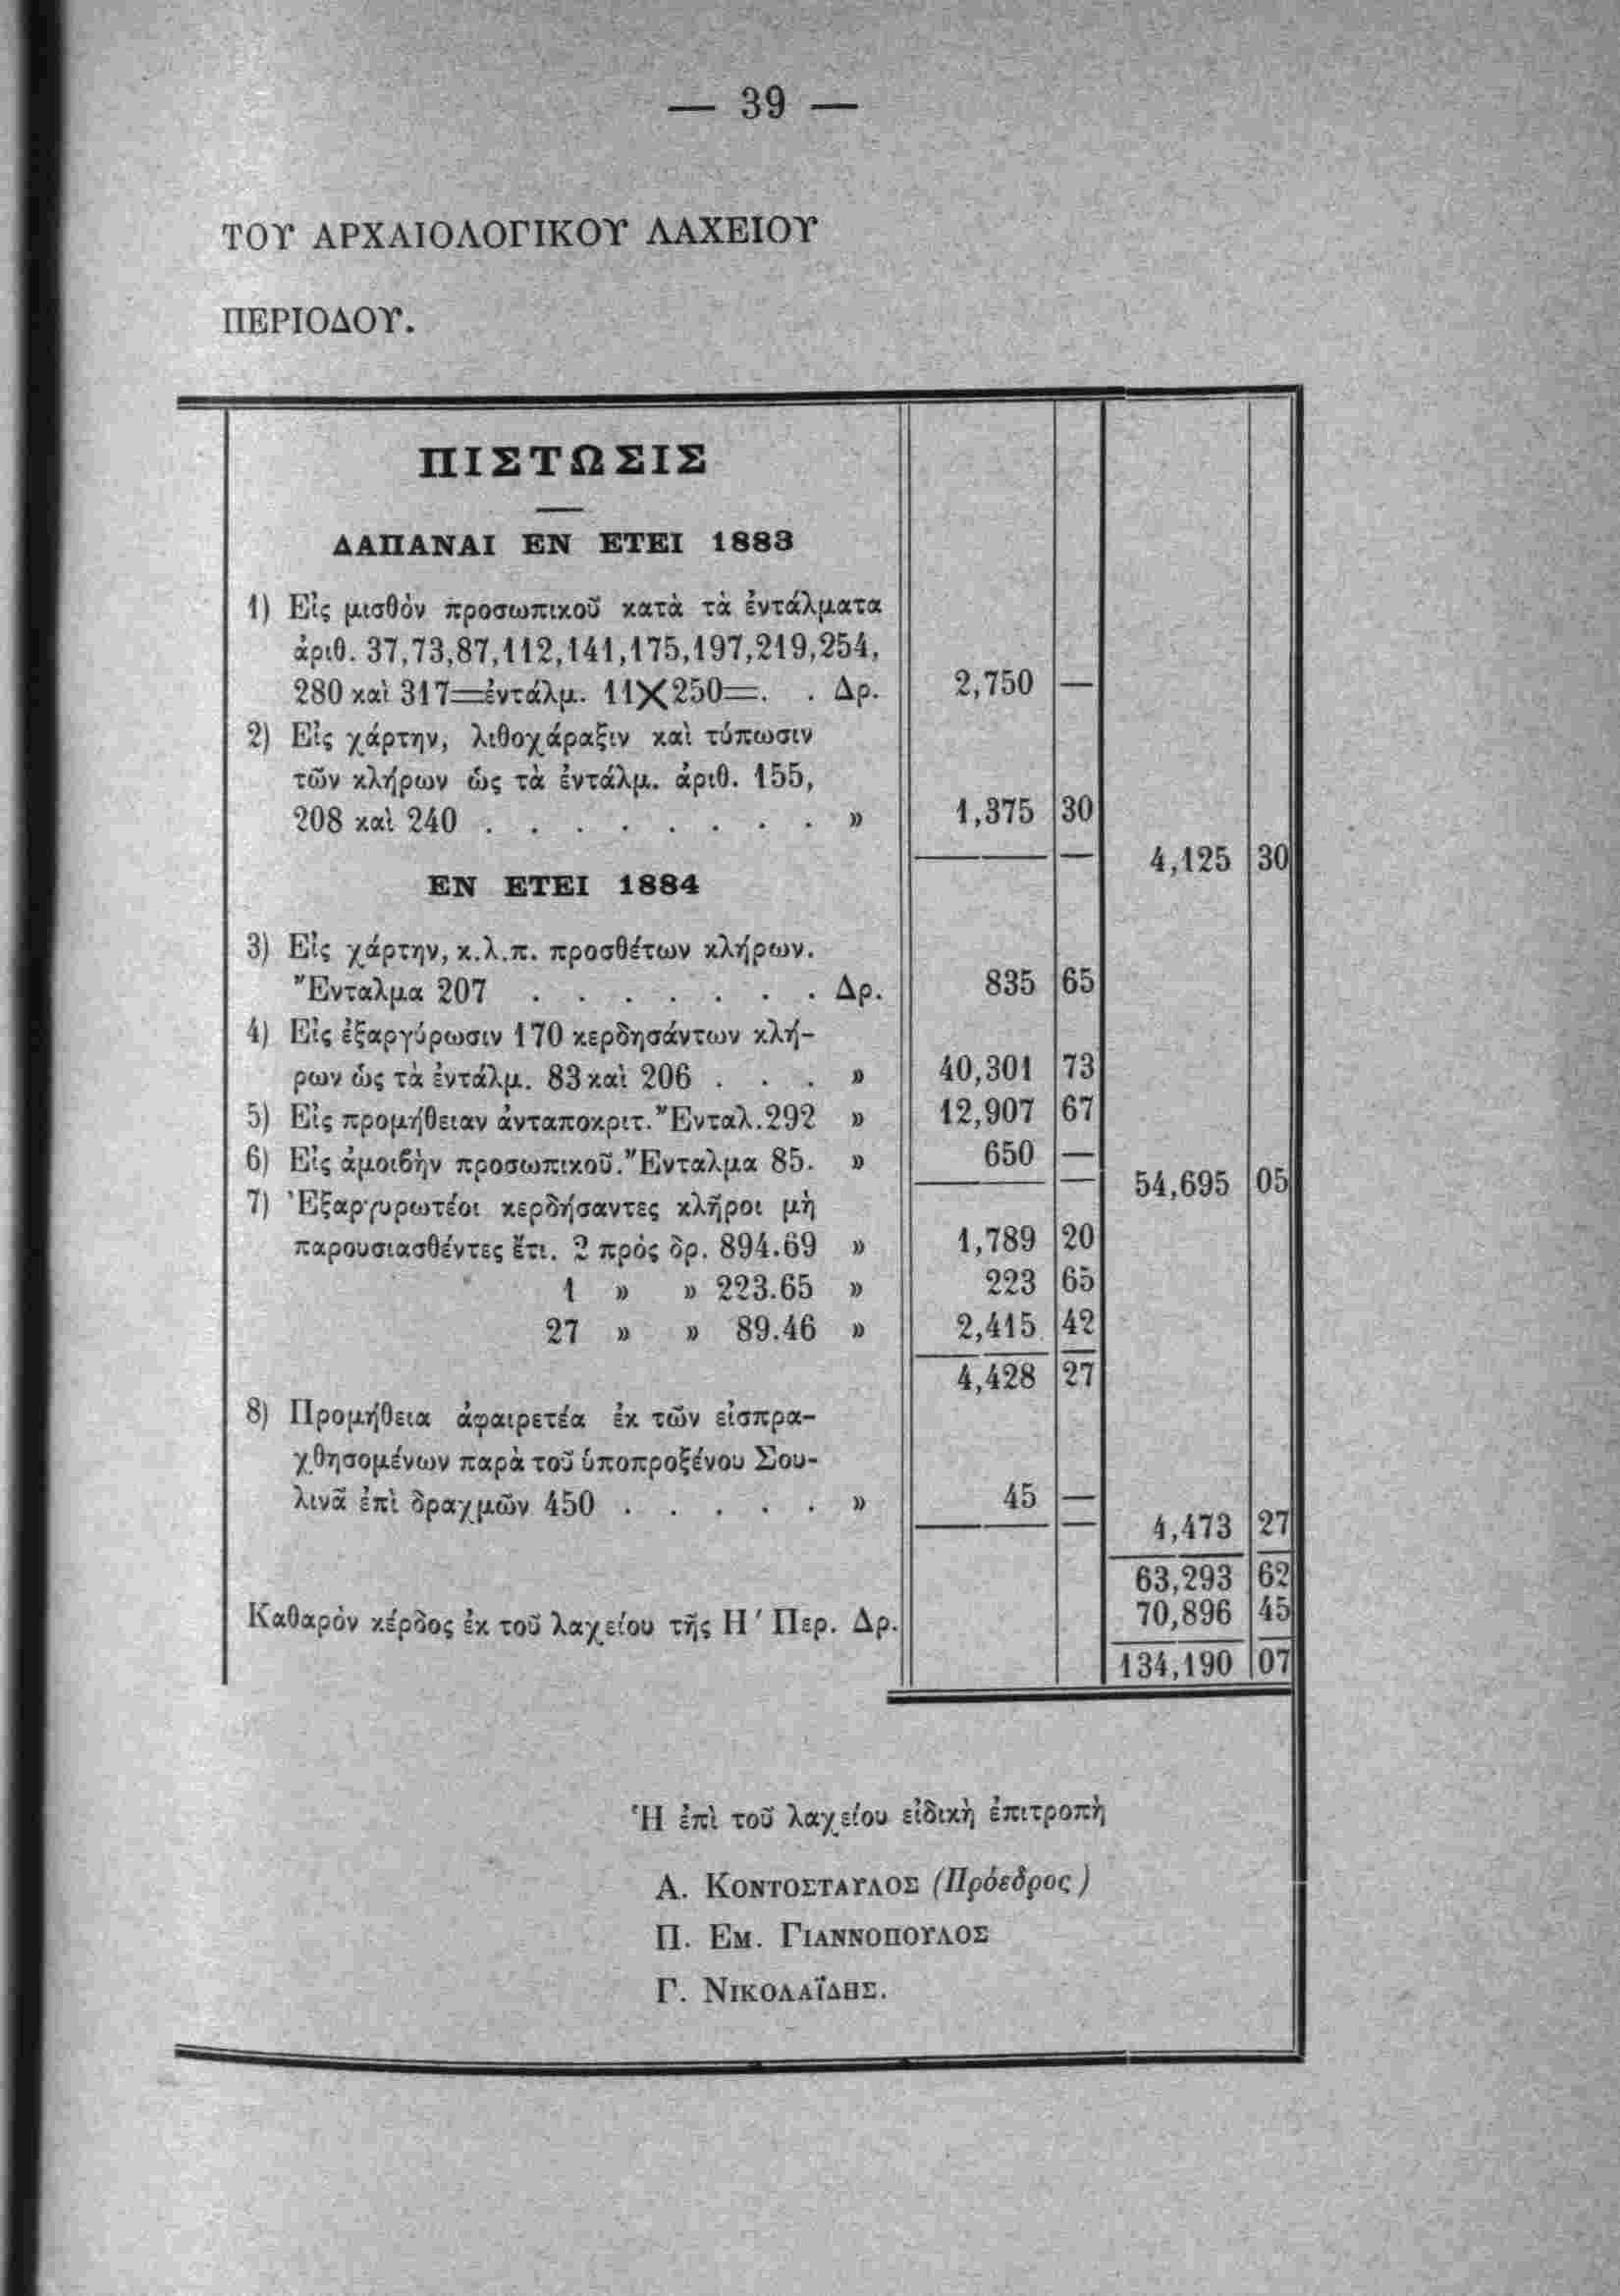 — 39 —
ΤΟΥ ΑΡΧΑΙΟΛΟΓΙΚΟΥ ΛΑΧΕΙΟΥ
ΠΕΡΙΟΔΟΥ.
ΠΙΣΤΩΣΙΣ
ΔΑΠΑΝΑΙ ΕΝ ΕΤΕΙ 1883
1) Εἰς μισθὸν προσωπικοῦ κατὰ τὰ ἐντάλματα
ἀριθ. 37,73,87,112,141,175,197,219,254,
280 καὶ 317=ἐντάλμ. 11×250=. . Δρ. 2,750 —
2) Εἰς χάρτην, λιθοχάραξιν καὶ τύπωσιν
τῶν κλήρων ὡς τὰ ἐντάλμ. ἀριθ. 155,
208 καὶ 240 . . . . . . . . » 1,375 30
4,125 30
ΕΝ ΕΤΕΙ 1884
3) Εἰς χάρτην, κ.λ.π. προσθέτων κλήρων.
Ἔνταλμα 207 . . . . . . . Δρ. 835 65
4) Εἰς ἐξαργύρωσιν 170 κερδησάντων κλή-
ρων ὡς τὰ ἐντάλμ. 83 καὶ 206 . . . » 40,301 73
5) Εἰς προμήθειαν ἀνταποκριτ. Ἔνταλ. 292 » 12,907 67
6) Εἰς ἀμοιβὴν προσωπικοῦ. Ἔνταλμα 85. » 650 —
54,695 05
7) Ἐξαργυρωτέοι κερδήσαντες κλῆροι μὴ
παρουσιασθέντες ἔτι. 2 πρὸς δρ. 894.69 » 1,789 20
1 » » 223.65 » 223 65
27 » » 89.46 » 2,415 42
4,428 27
8) Προμήθεια ἀφαιρετέα ἐκ τῶν εἰσπρα-
χθησομένων παρὰ τοῦ ὑποπροξένου Σου-
λινᾶ ἐπὶ δραχμῶν 450 . . . . . » 45 —
4,473 27
63,293 62
Καθαρὸν κέρδος ἐκ τοῦ λαχείου τῆς Η΄ Περ. Δρ. 70,896 45
134,190 07
Ἡ ἐπὶ τοῦ λαχείου εἰδικὴ ἐπιτροπὴ
Α. ΚΟΝΤΟΣΤΑΥΛΟΣ (Πρόεδρος)
Π. ΕΜ. ΓΙΑΝΝΟΠΟΥΛΟΣ
Γ. ΝΙΚΟΛΑΪΔΗΣ.